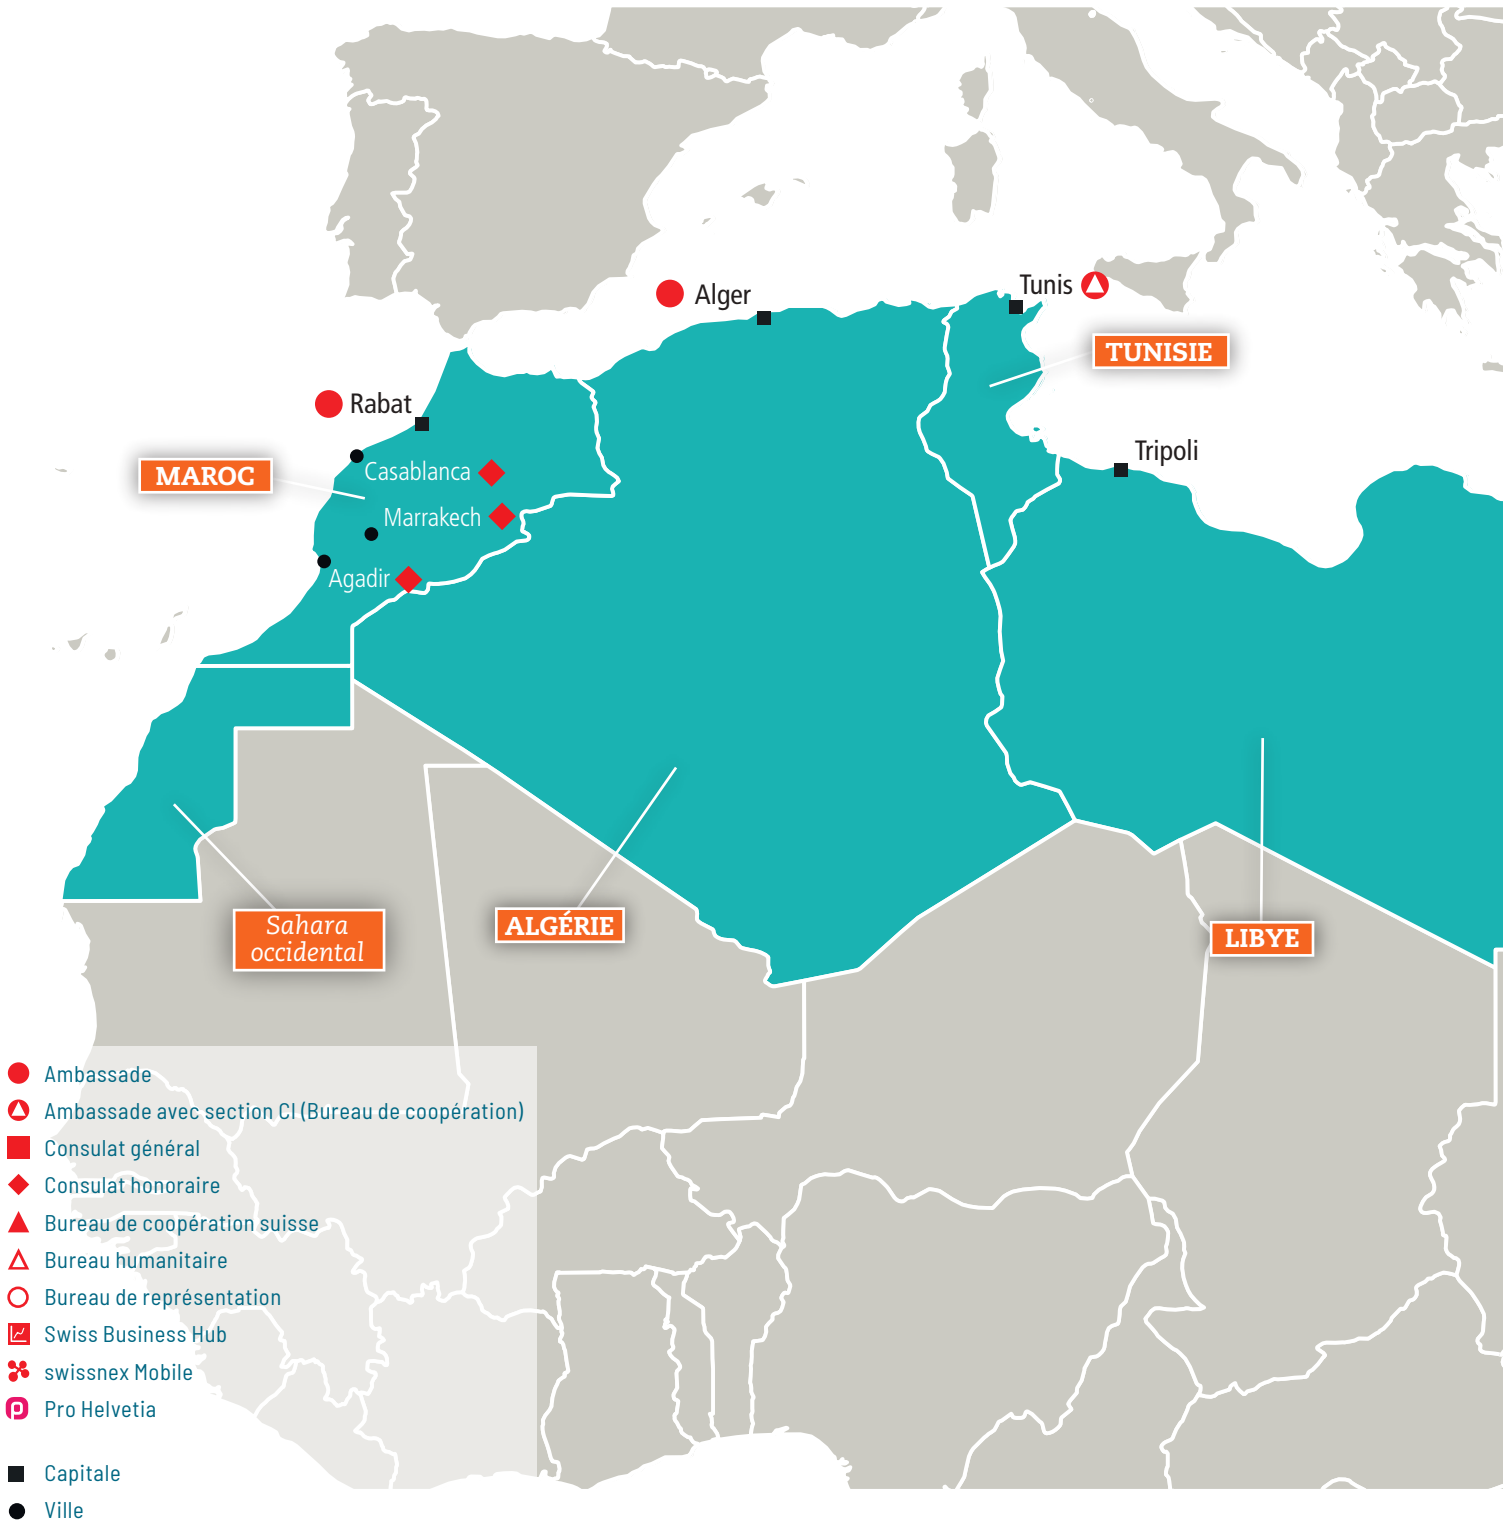 Alger
Tunis
TUNISIE
Rabat
Tripoli
MAROC
Casablanca
Marrakech
Agadir
Sahara
occidental
ALGÉRIE
LIBYE
Ambassade
Ambassade avec section CI (Bureau de coopération)
Consulat général
Consulat honoraire
Bureau de coopération suisse
Bureau humanitaire
Bureau de représentation
Swiss Business Hub
swissnex Mobile
Pro Helvetia
Capitale
Ville